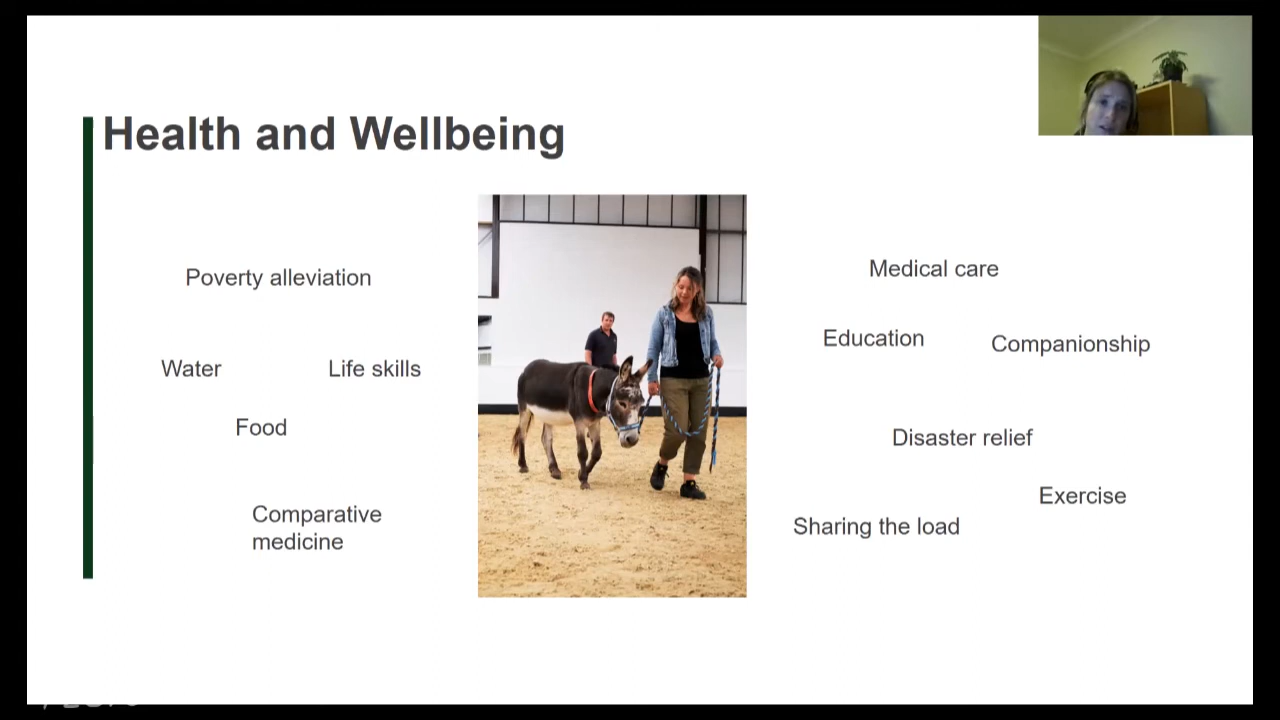 Health and Wellbeing
Poverty alleviation
Medical care
Education
Companionship
Water
Life skills
Food
Disaster relief
Exercise
Comparative
medicine
Sharing the load